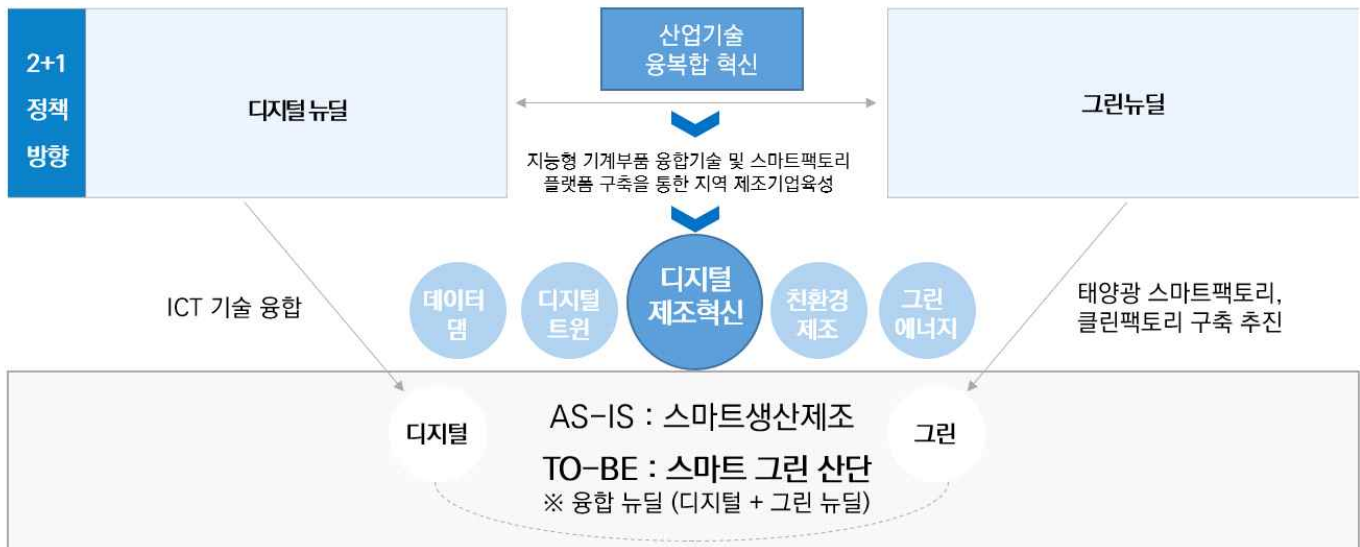 2+1
정책
방향
디지털 뉴딜
산업기술
융복합 혁신
그린뉴딜
지능형 기계부품 융합기술 및 스마트팩토리
플랫폼 구축을 통한 지역 제조기업육성
ICT 기술 융합
데이터
댐
디지털
트윈
디지털
제조혁신
친환경
제조
그린
에너지
태양광 스마트팩토리,
클린팩토리 구축 추진
디지털
AS-IS : 스마트생산제조
TO-BE : 스마트 그린 산단
※ 융합 뉴딜 (디지털 + 그린 뉴딜)
그린